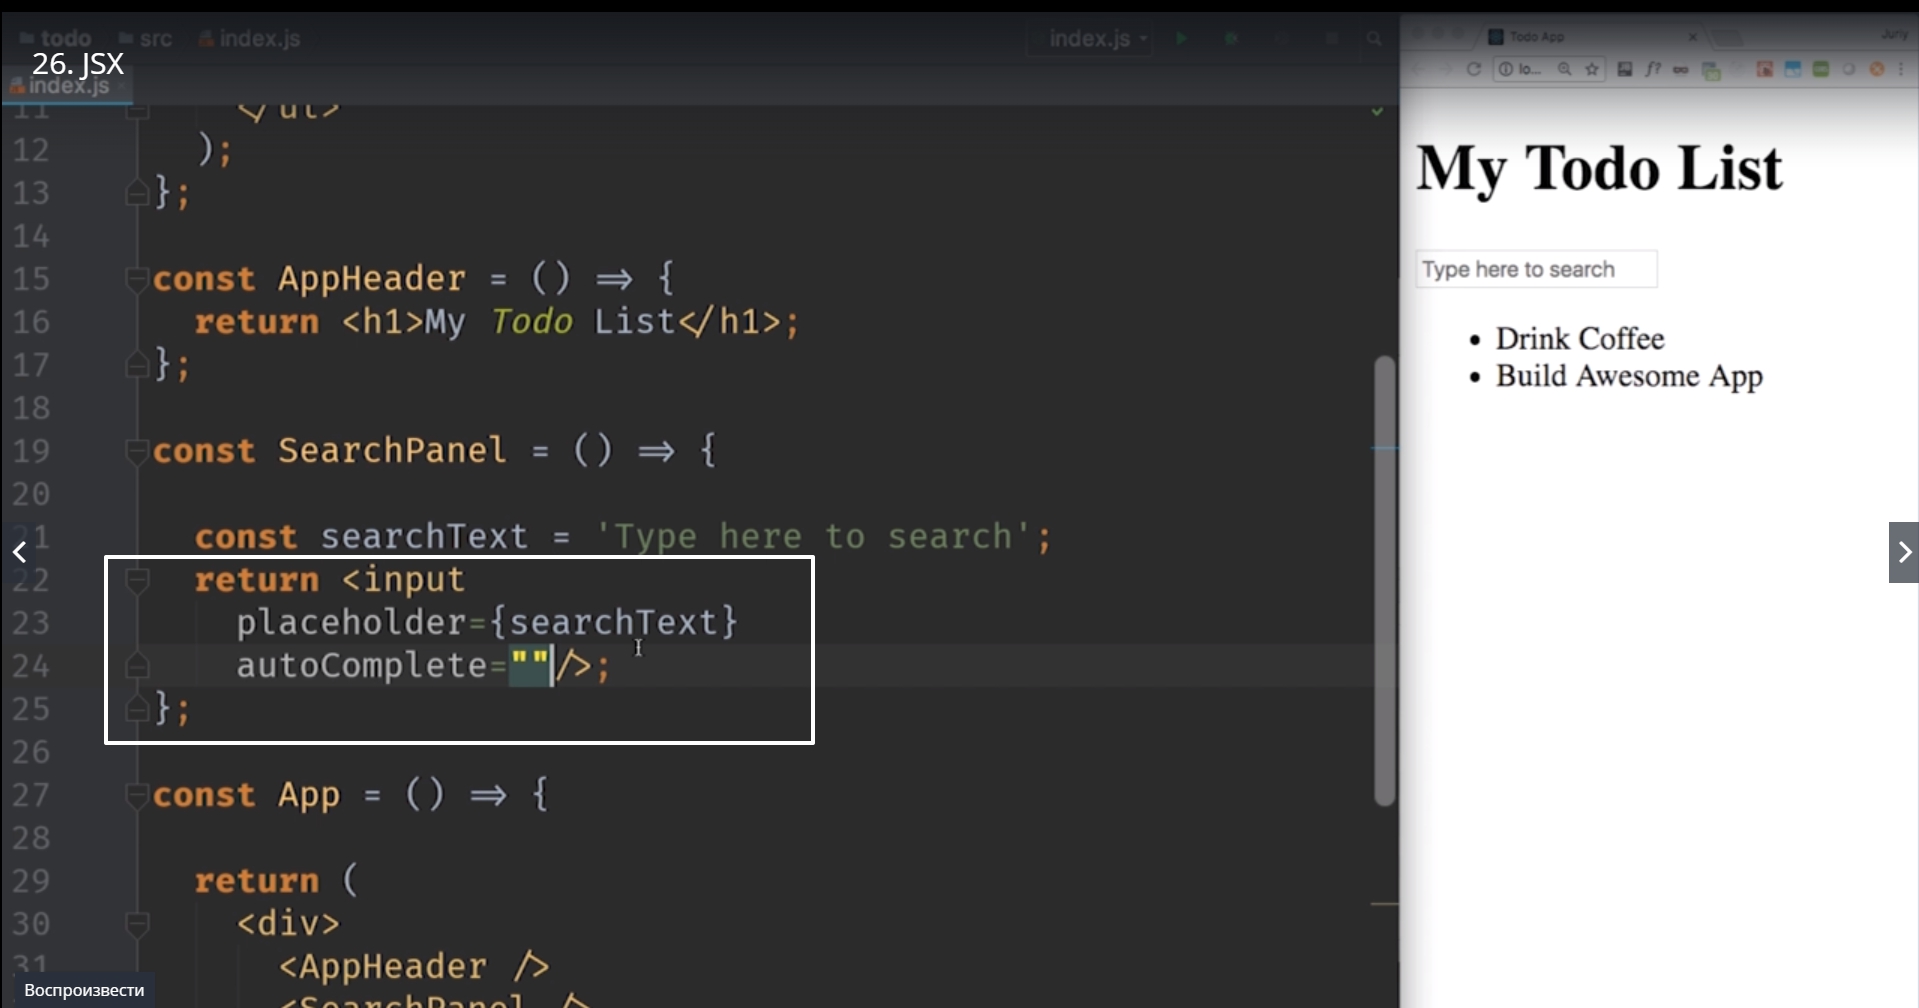 todo src index.js index.js
26. JSX
index.js
Todo App Juriy
lo... f?
11 </ul>
12 );
13 };
14
15 const AppHeader = () => {
16 return <h1>My Todo List</h1>;
17 };
18
19 const SearchPanel = () => {
20
21 const searchText = 'Type here to search';
22 return <input
23 placeholder={searchText}
24 autoComplete=""/>;
25 };
26
27 const App = () => {
28
29 return (
30 <div>
31 <AppHeader />
<SearchPanel />
Воспроизвести
My Todo List
Type here to search
• Drink Coffee
• Build Awesome App